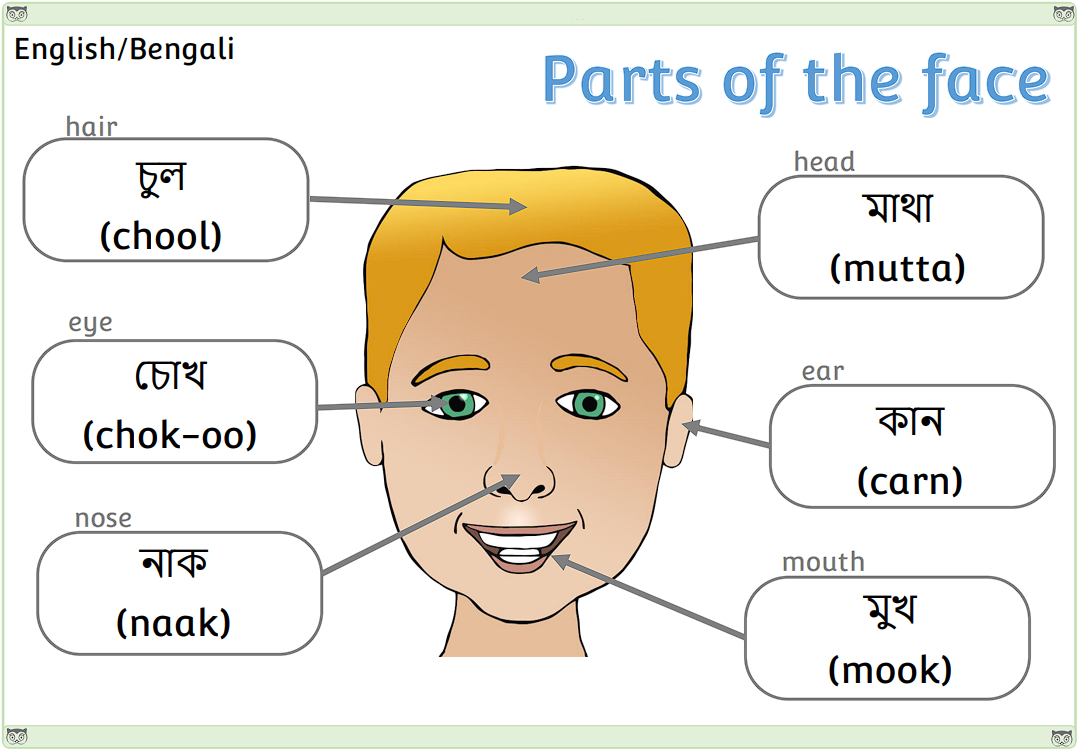 English/Bengali
Parts of the face
hair
চুল
(chool)
head
মাথা
(mutta)
eye
চোখ
(chok-oo)
ear
কান
(carn)
nose
নাক
(naak)
mouth
মুখ
(mook)